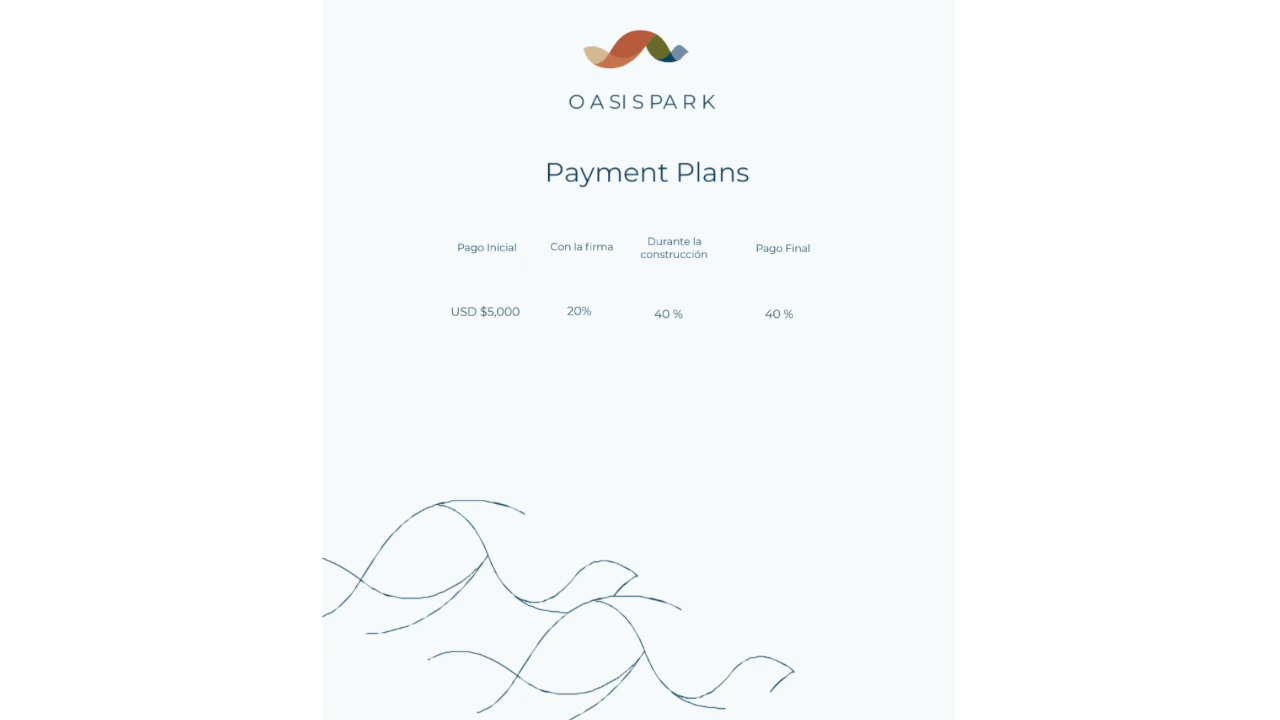 OASISPARK
Payment Plans
Pago Inicial
Con la firma
Durante la
construcción
Pago Final
USD $5,000
20%
40 %
40 %